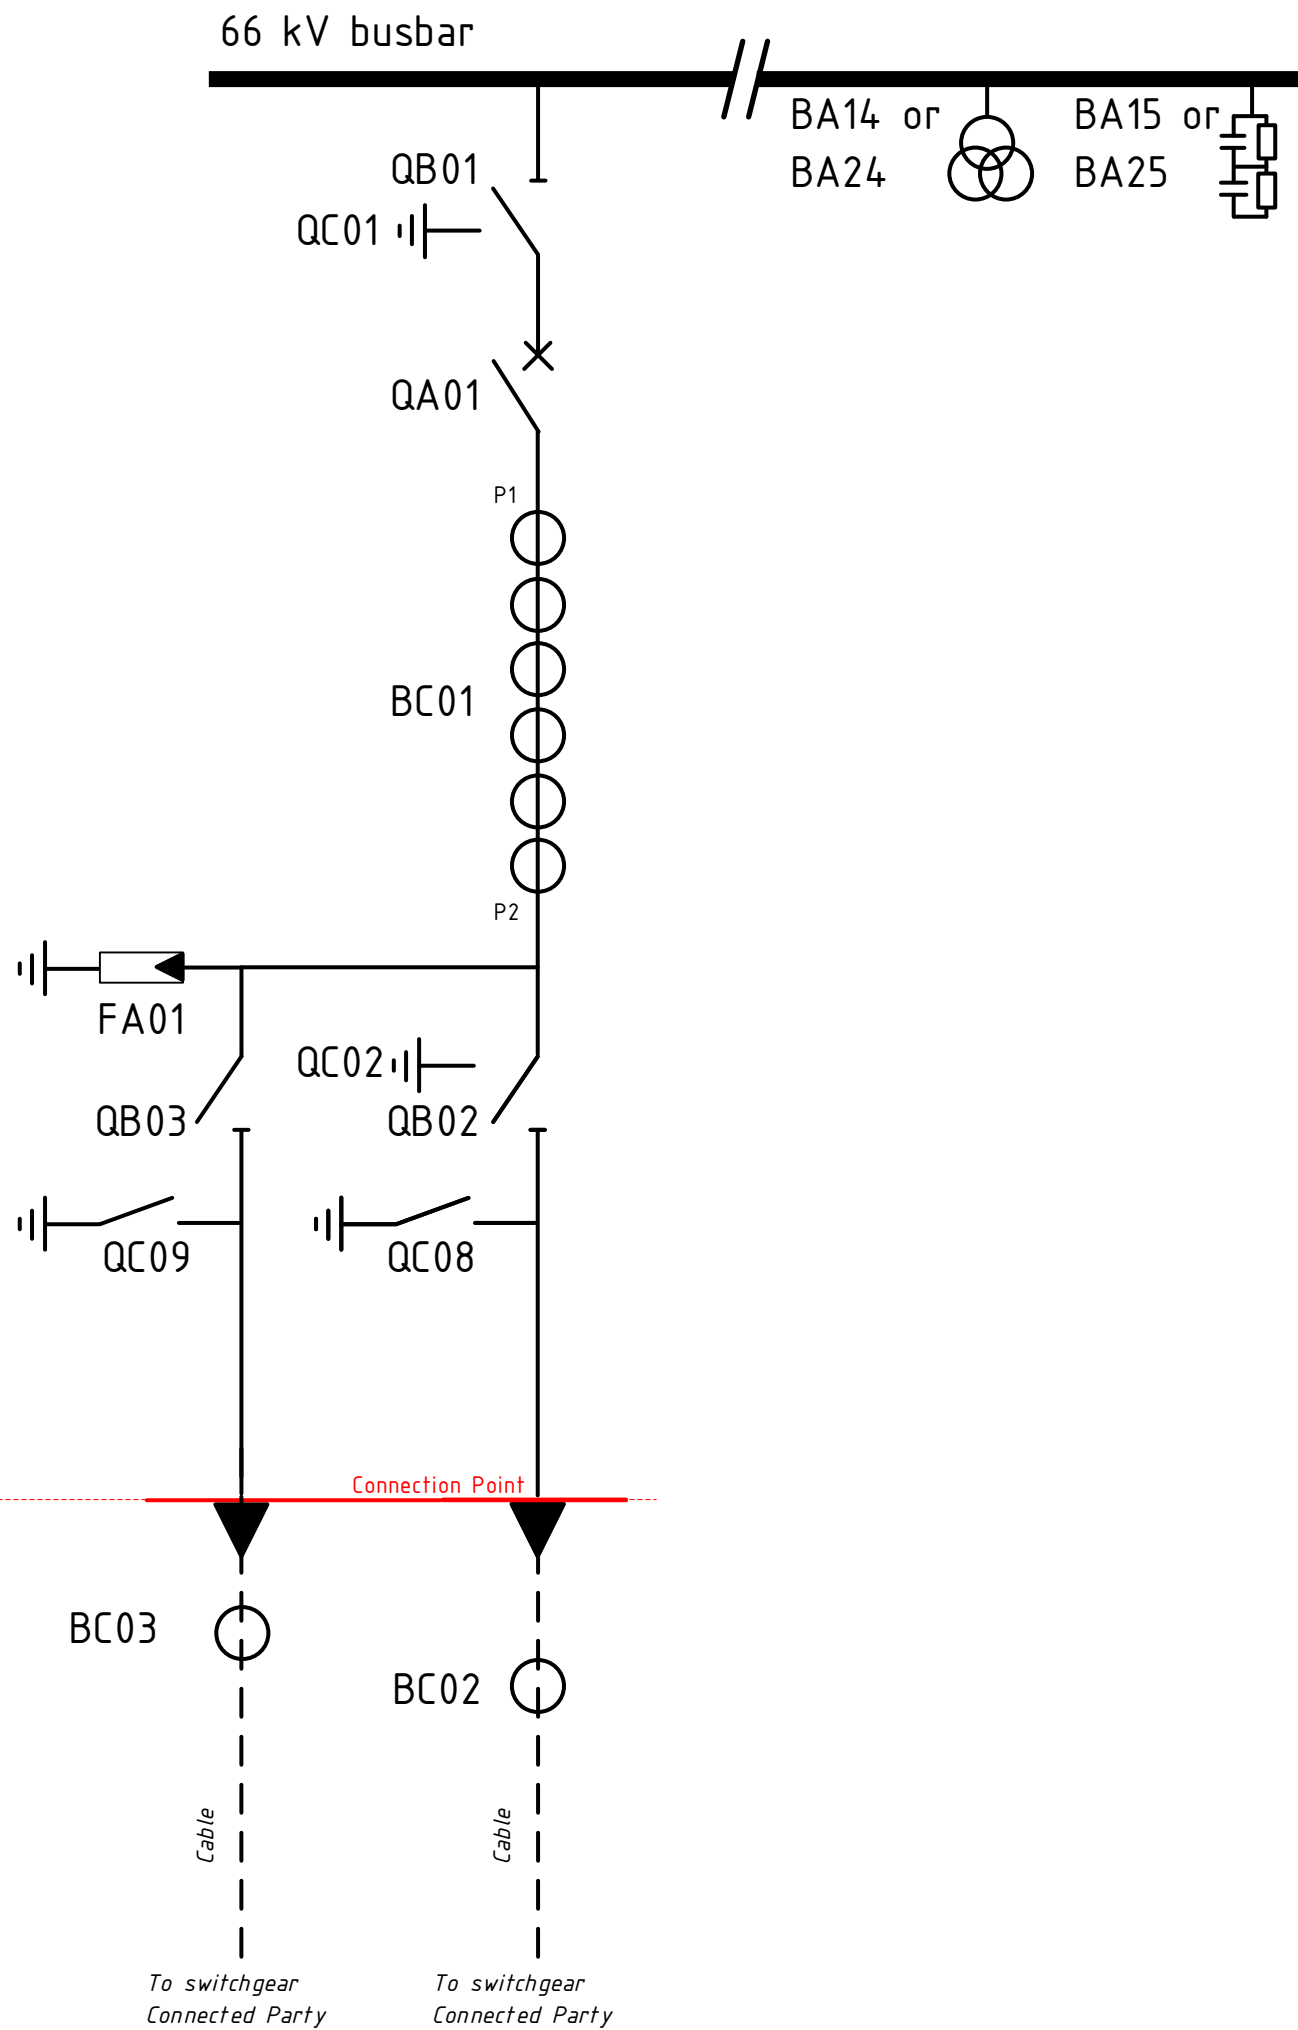 66 kV busbar
BA14 or
BA24
BA15 or
BA25
QB01
QC01
QA01
P1
BC01
P2
FA01
QC02
QB03
QB02
QC09
QC08
Connection Point
BC03
BC02
Cable
Cable
To switchgear
Connected Party
To switchgear
Connected Party